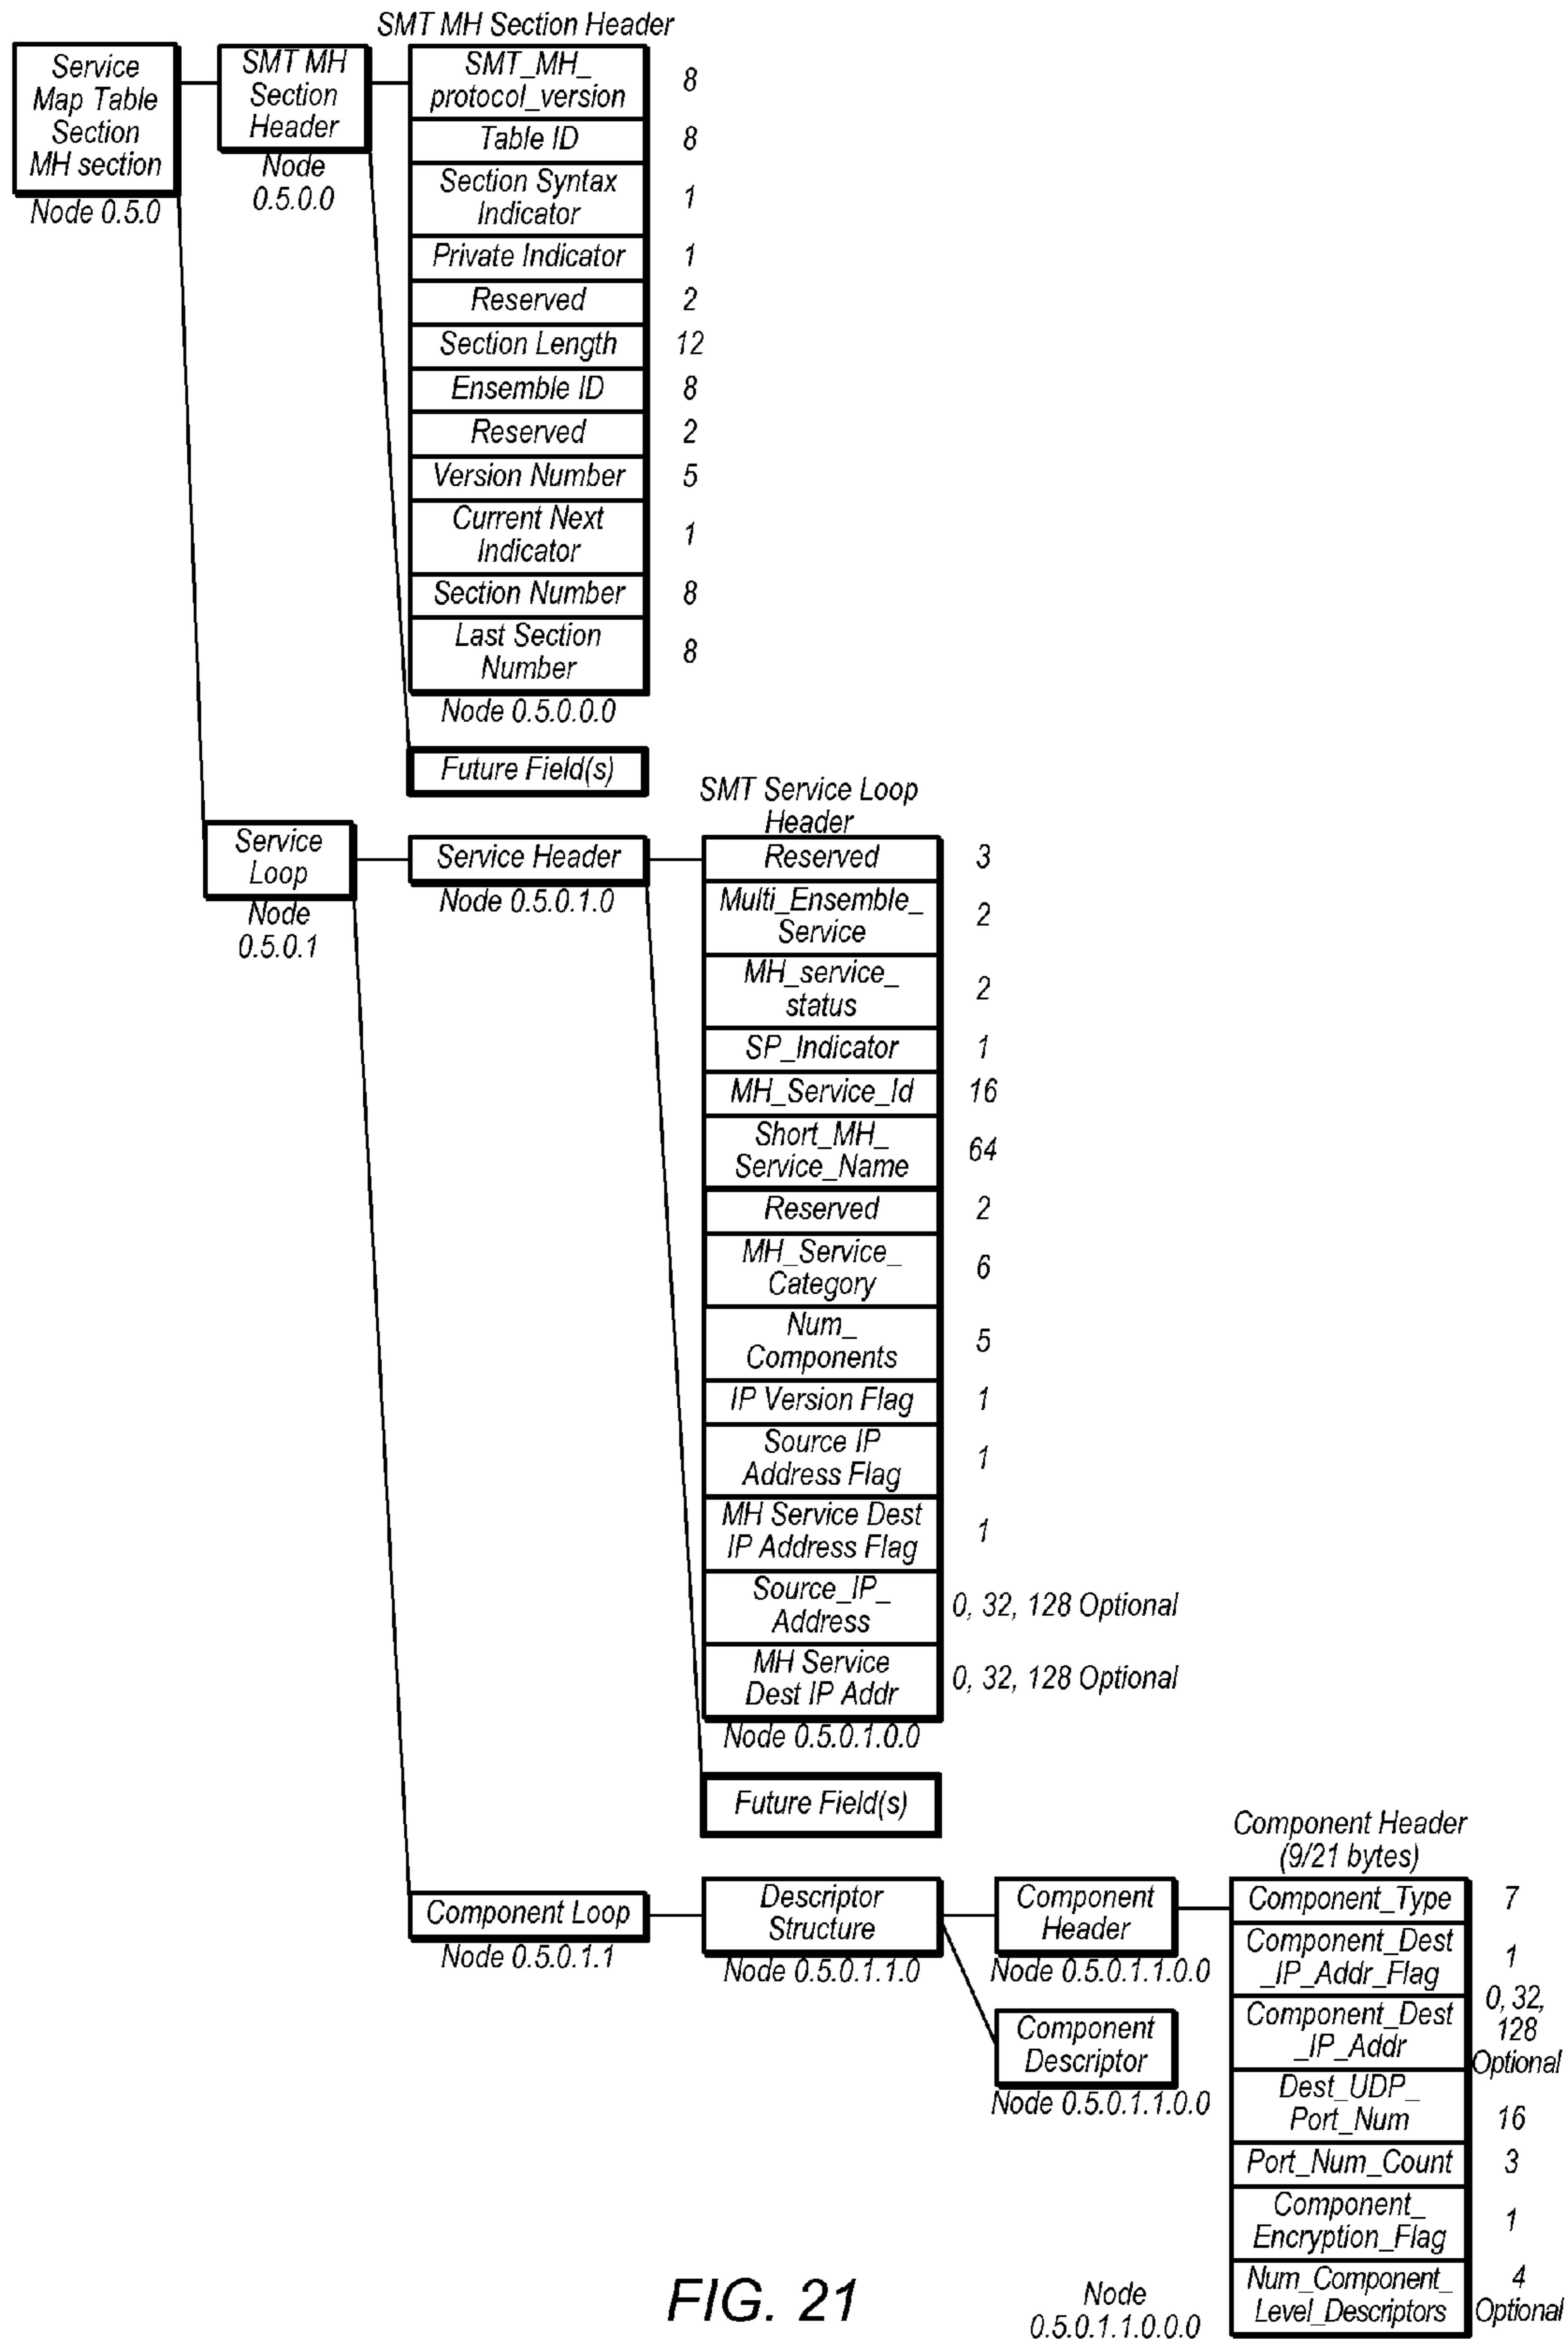 SMT MH Section Header
Service
Map Table
Section
MH section
Node 0.5.0
SMT MH
Section
Header
Node
0.5.0.0
SMT_MH_
protocol_version
8
Table ID
8
Section Syntax
Indicator
1
Private Indicator
1
Reserved
2
Section Length
12
Ensemble ID
8
Reserved
2
Version Number
5
Current Next
Indicator
1
Section Number
8
Last Section
Number
8
Node 0.5.0.0.0
Future Field(s)
Service
Loop
Node
0.5.0.1
Service Header
Node 0.5.0.1.0
SMT Service Loop
Header
Reserved
3
Multi_Ensemble_
Service
2
MH_service_
status
2
SP_Indicator
1
MH_Service_Id
16
Short_MH_
Service_Name
64
Reserved
2
MH_Service_
Category
6
Num_
Components
5
IP Version Flag
1
Source IP
Address Flag
1
MH Service Dest
IP Address Flag
1
Source_IP_
Address
0, 32, 128 Optional
MH Service
Dest IP Addr
0, 32, 128 Optional
Node 0.5.0.1.0.0
Future Field(s)
Component Loop
Node 0.5.0.1.1
Descriptor
Structure
Node 0.5.0.1.1.0
Component
Header
Node 0.5.0.1.1.0.0
Component
Descriptor
Node 0.5.0.1.1.0.0
Component Header
(9/21 bytes)
Component_Type
7
Component_Dest
_IP_Addr_Flag
1
Component_Dest
_IP_Addr
0, 32,
128
Optional
Dest_UDP_
Port_Num
16
Port_Num_Count
3
Component_
Encryption_Flag
1
Num_Component_
Level_Descriptors
4
Optional
Node
0.5.0.1.1.0.0.0
FIG. 21